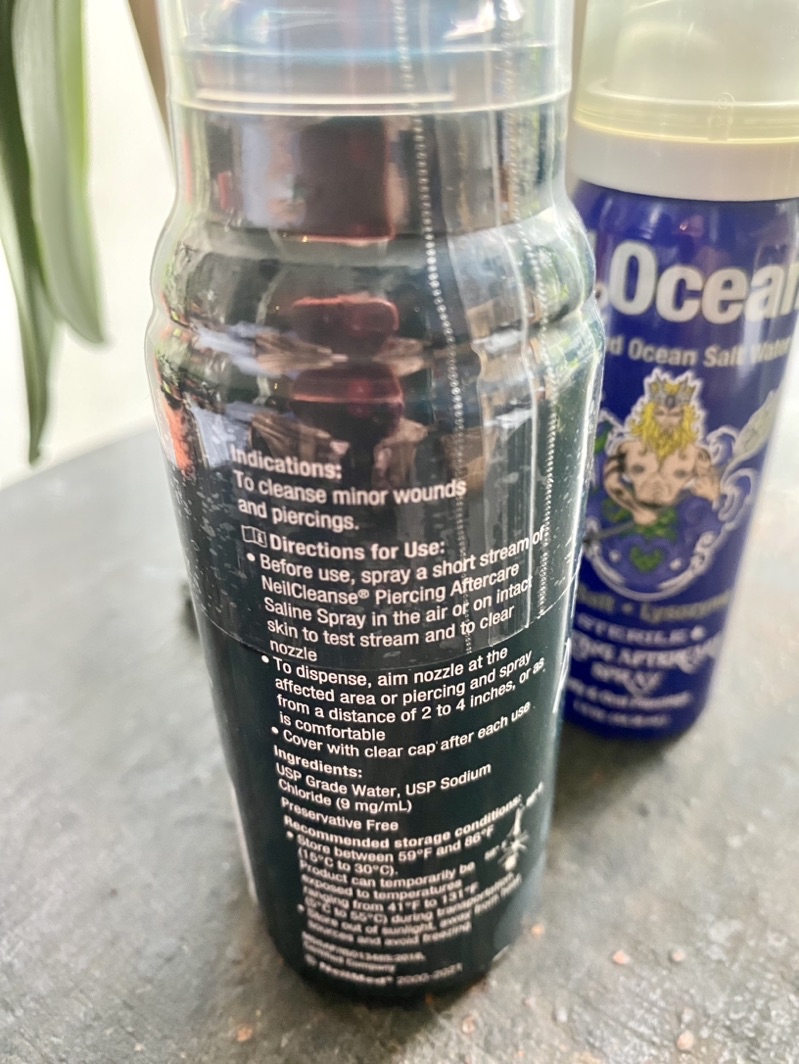 Indications:
To cleanse minor wounds
and piercings.
Directions for Use:
• Before use, spray a short stream of
NeilCleanse® Piercing Aftercare
Saline Spray in the air or on intact
skin to test stream and to clear
nozzle
• To dispense, aim nozzle at the
affected area or piercing and spray
from a distance of 2 to 4 inches, or as
is comfortable
• Cover with clear cap after each use
Ingredients:
USP Grade Water, USP Sodium
Chloride (9 mg/mL)
Preservative Free
Recommended storage conditions:
• Store between 59°F and 86°F
(15°C to 30°C).
Product can temporarily be
exposed to temperatures
ranging from 41°F to 131°F
(5°C to 55°C) during transportation.
• Store out of sunlight, away from heat
sources and avoid freezing
Company
© NeilMed® 2000-2021
Ocean
Ocean Salt Water
STERILE &
SPRAY